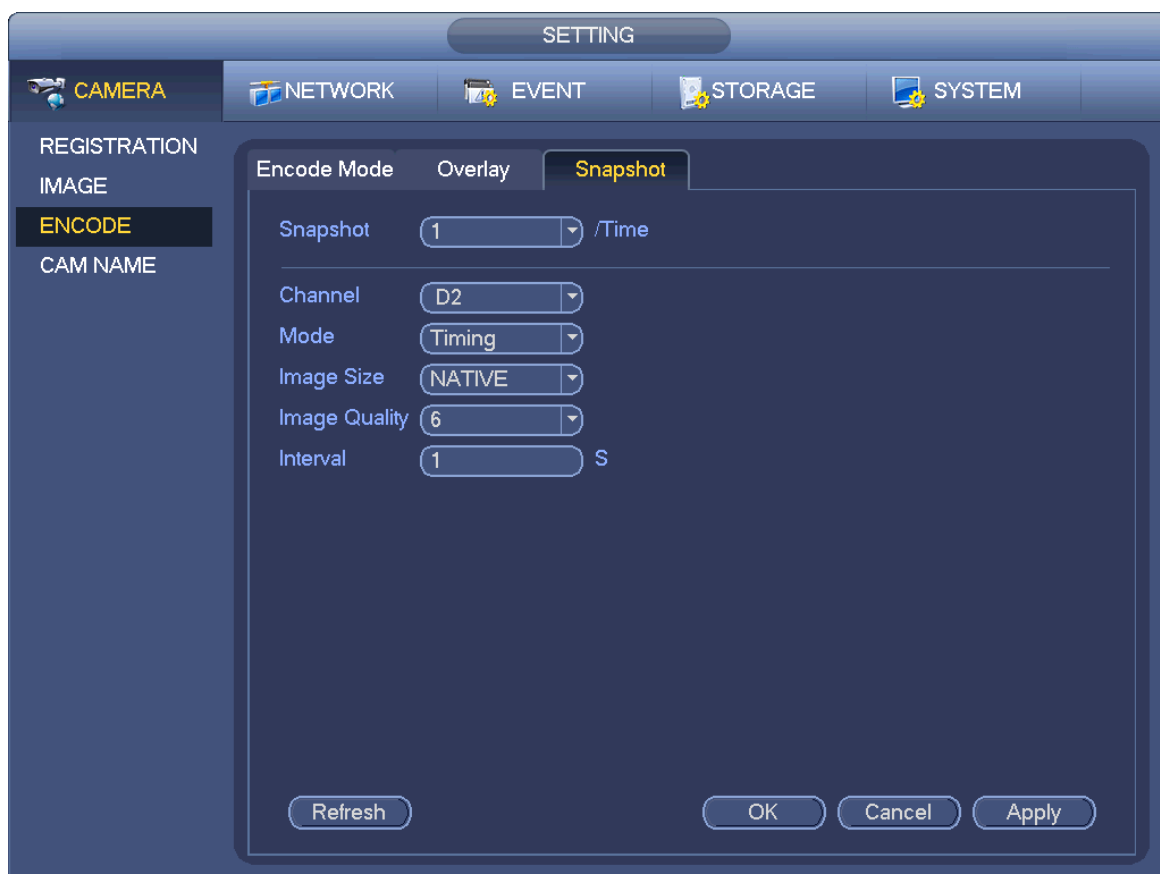 SETTING
CAMERA NETWORK EVENT STORAGE SYSTEM
REGISTRATION
IMAGE
ENCODE
CAM NAME
Encode Mode Overlay Snapshot
Snapshot 1 /Time
Channel D2
Mode Timing
Image Size NATIVE
Image Quality 6
Interval 1 S
Refresh OK Cancel Apply